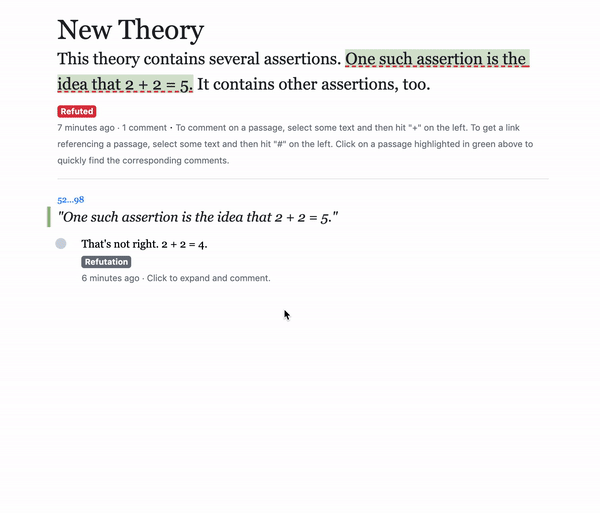 New Theory
This theory contains several assertions. One such assertion is the
idea that 2 + 2 = 5. It contains other assertions, too.
Refuted
7 minutes ago · 1 comment · To comment on a passage, select some text and then hit "+" on the left. To get a link
referencing a passage, select some text and then hit "#" on the left. Click on a passage highlighted in green above to
quickly find the corresponding comments.
52...98
"One such assertion is the idea that 2 + 2 = 5."
That's not right. 2 + 2 = 4.
Refutation
6 minutes ago · Click to expand and comment.